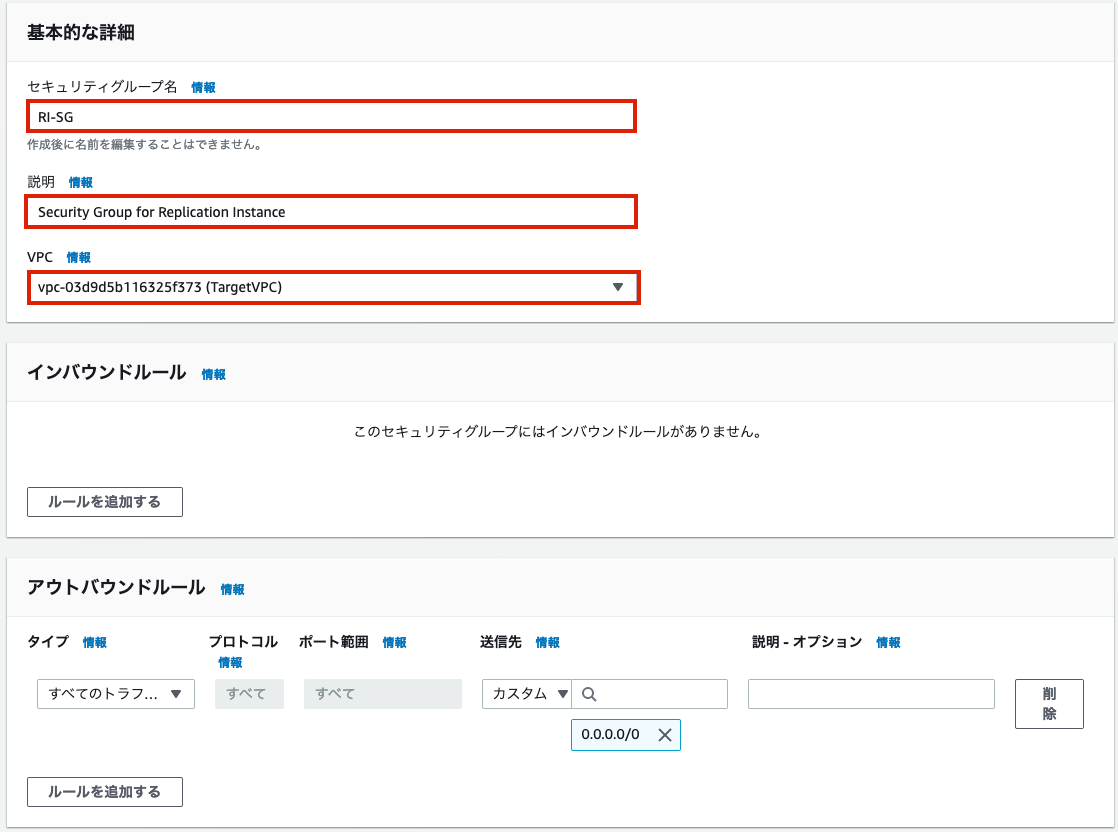 基本的な詳細
セキュリティグループ名 情報
RI-SG
作成後に名前を編集することはできません。
説明 情報
Security Group for Replication Instance
VPC 情報
vpc-03d9d5b116325f373 (TargetVPC)
インバウンドルール 情報
このセキュリティグループにはインバウンドルールがありません。
ルールを追加する
アウトバウンドルール 情報
タイプ 情報 プロトコル 情報 ポート範囲 情報 送信先 情報 説明 - オプション 情報
すべてのトラフ... すべて すべて カスタム 削除
0.0.0.0/0
ルールを追加する